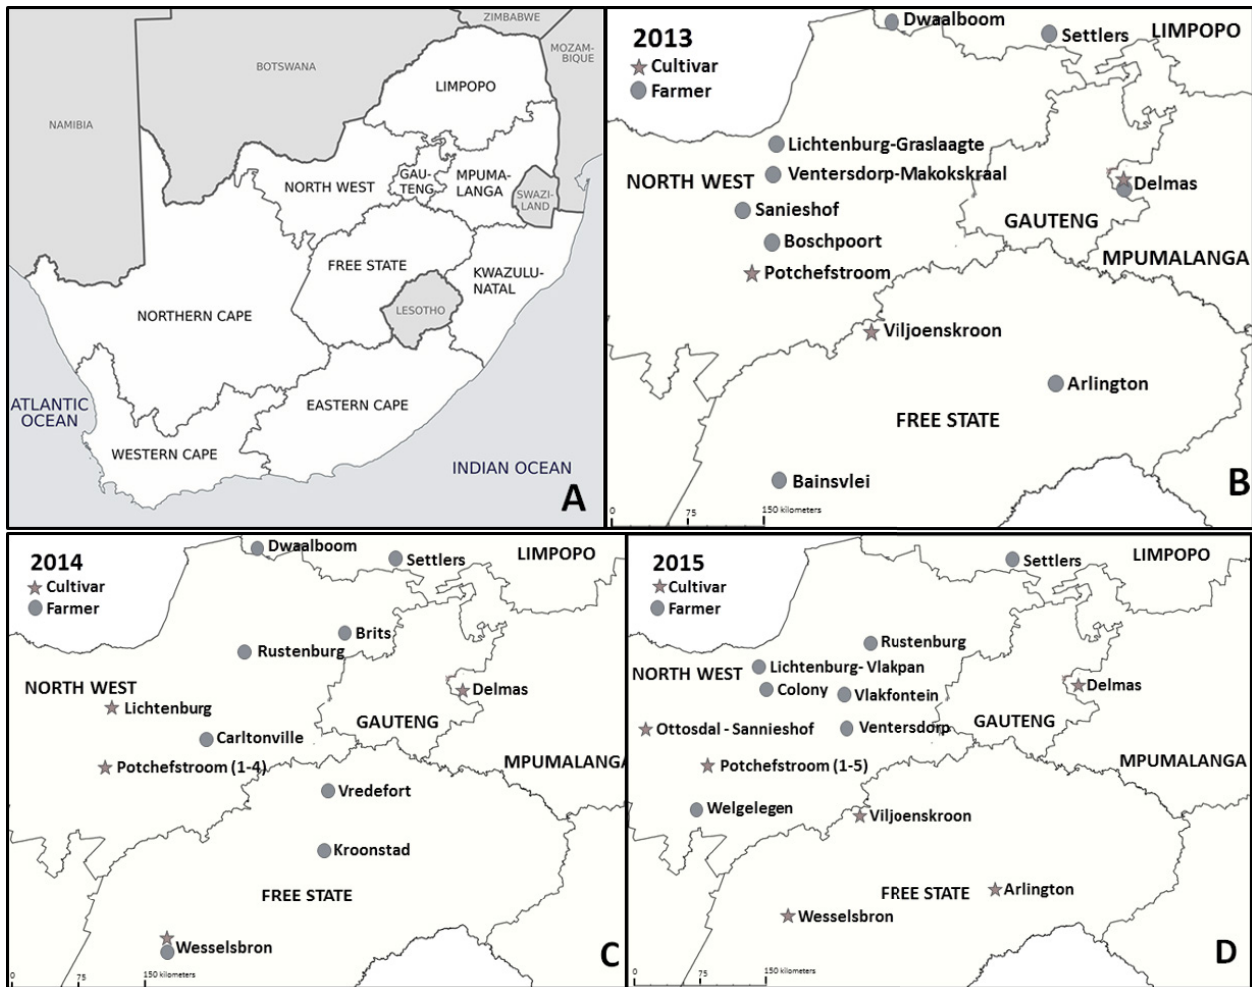 ZIMBABWE
MOZAM-
BIQUE
BOTSWANA
NAMIBIA
LIMPOPO
NORTH WEST
GAU-
TENG
MPUMA-
LANGA
SWAZI-
LAND
FREE STATE
KWAZULU-
NATAL
LESOTHO
NORTHERN CAPE
EASTERN CAPE
WESTERN CAPE
ATLANTIC
OCEAN
INDIAN OCEAN
A
2013
Cultivar
Farmer
Dwaalboom
Settlers
LIMPOPO
Lichtenburg-Graslaagte
Ventersdorp-Makokskraal
NORTH WEST
Delmas
Sanieshof
GAUTENG
Boschpoort
MPUMALANGA
Potchefstroom
Viljoenskroon
Arlington
FREE STATE
Bainsvlei
B
0 75 150 kilometers
2014
Cultivar
Farmer
Dwaalboom
Settlers
LIMPOPO
Brits
Rustenburg
NORTH WEST
Delmas
Lichtenburg
GAUTENG
Carltonville
MPUMALANGA
Potchefstroom (1-4)
Vredefort
Kroonstad
FREE STATE
Wesselsbron
C
0 75 150 kilometers
2015
Cultivar
Farmer
Settlers
LIMPOPO
Rustenburg
Lichtenburg- Vlakpan
NORTH WEST
Colony
Vlakfontein
Delmas
Ottosdal - Sannieshof
Ventersdorp
GAUTENG
Potchefstroom (1-5)
MPUMALANGA
Welgelegen
Viljoenskroon
FREE STATE
Arlington
Wesselsbron
D
0 75 150 kilometers